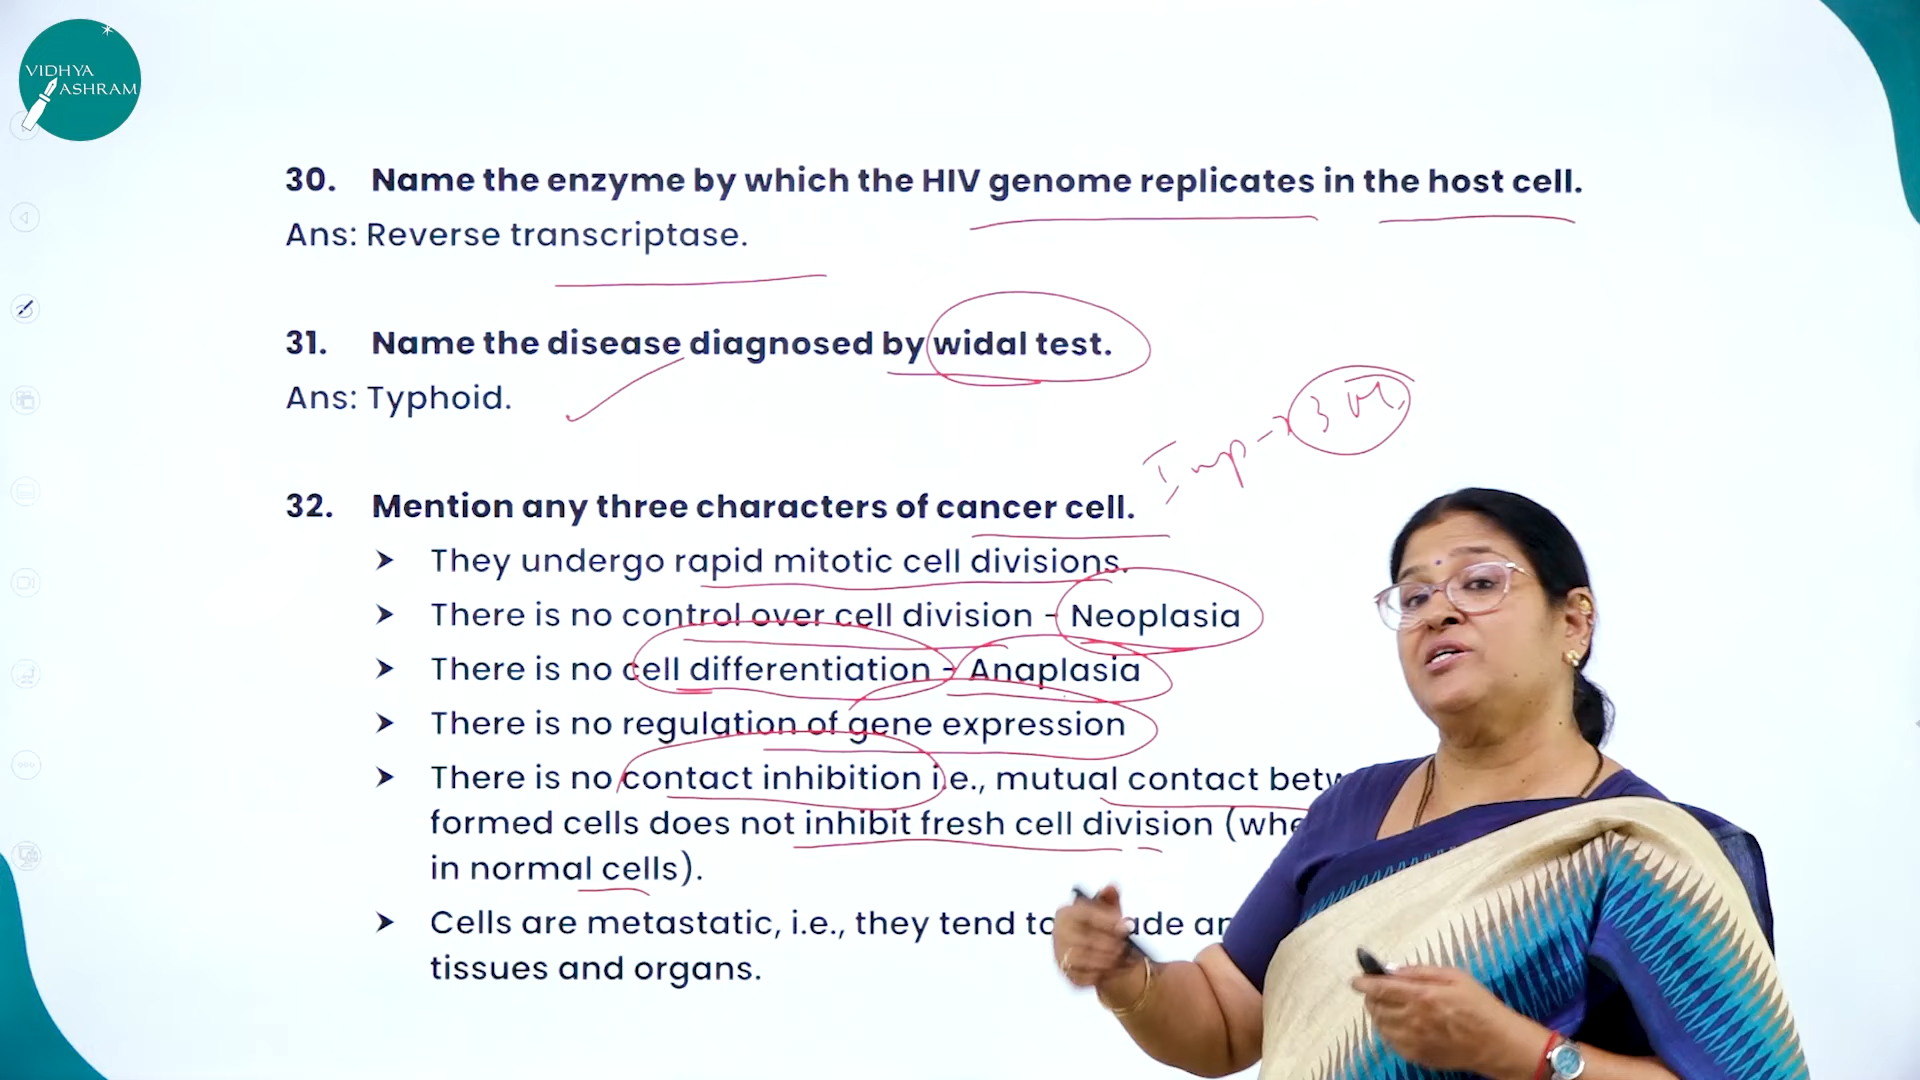 VIDHYA
ASHRAM
30. Name the enzyme by which the HIV genome replicates in the host cell.
Ans: Reverse transcriptase.
31. Name the disease diagnosed by widal test.
Ans: Typhoid.
Imp → 3 M
32. Mention any three characters of cancer cell.
➤ They undergo rapid mitotic cell divisions.
➤ There is no control over cell division - Neoplasia
➤ There is no cell differentiation - Anaplasia
➤ There is no regulation of gene expression
➤ There is no contact inhibition i.e., mutual contact
formed cells does not inhibit fresh cell division
in normal cells).
➤ Cells are metastatic, i.e., they tend to
tissues and organs.